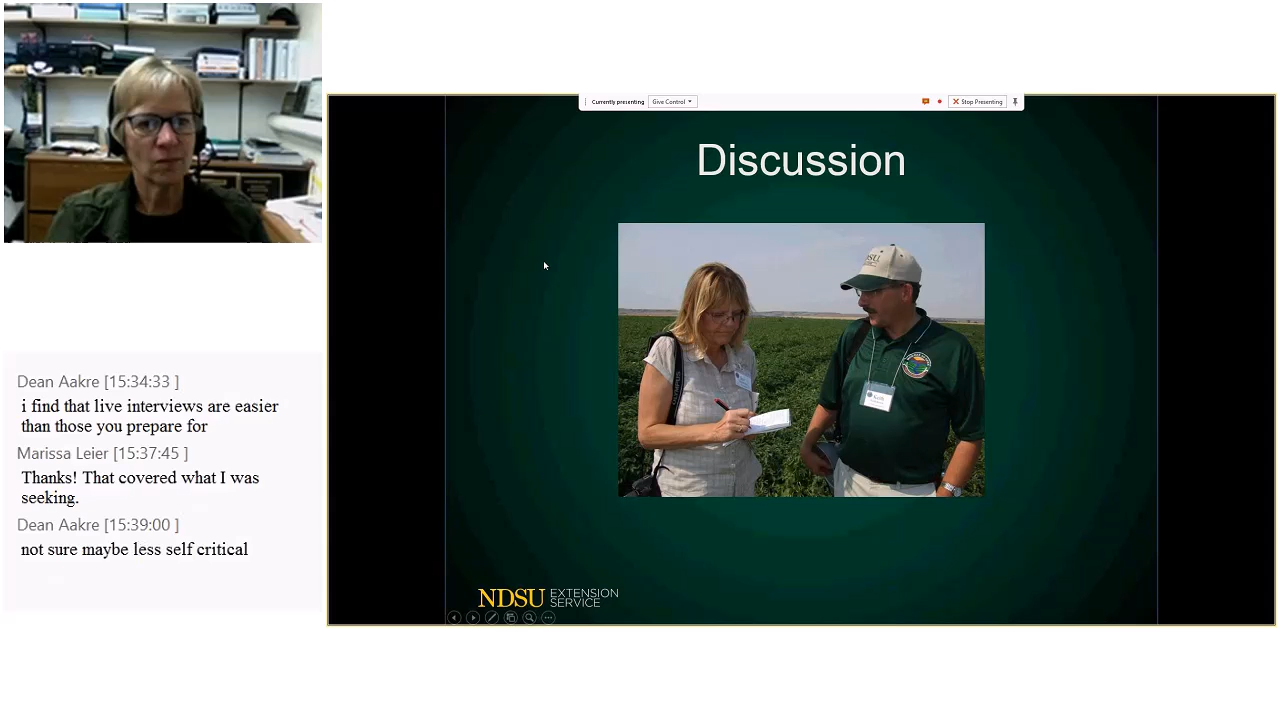 Currently presenting
Give Control
Stop Presenting
Discussion
OLYMPUS
Keith
Dean Aakre [15:34:33 ]
i find that live interviews are easier
than those you prepare for
Marissa Leier [15:37:45 ]
Thanks! That covered what I was
seeking.
Dean Aakre [15:39:00 ]
not sure maybe less self critical
NDSU EXTENSION
SERVICE